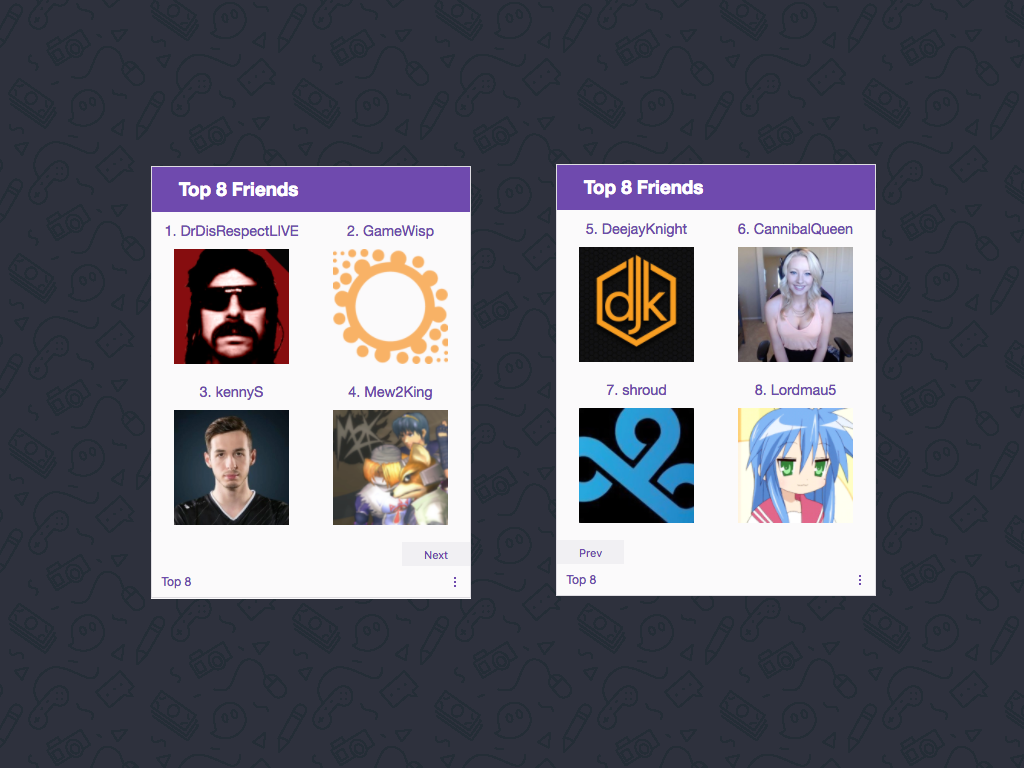 Top 8 Friends
1. DrDisRespectLIVE
2. GameWisp
3. kennyS
4. Mew2King
Next
Top 8
Top 8 Friends
5. DeejayKnight
6. CannibalQueen
djk
7. shroud
8. Lordmau5
Prev
Top 8